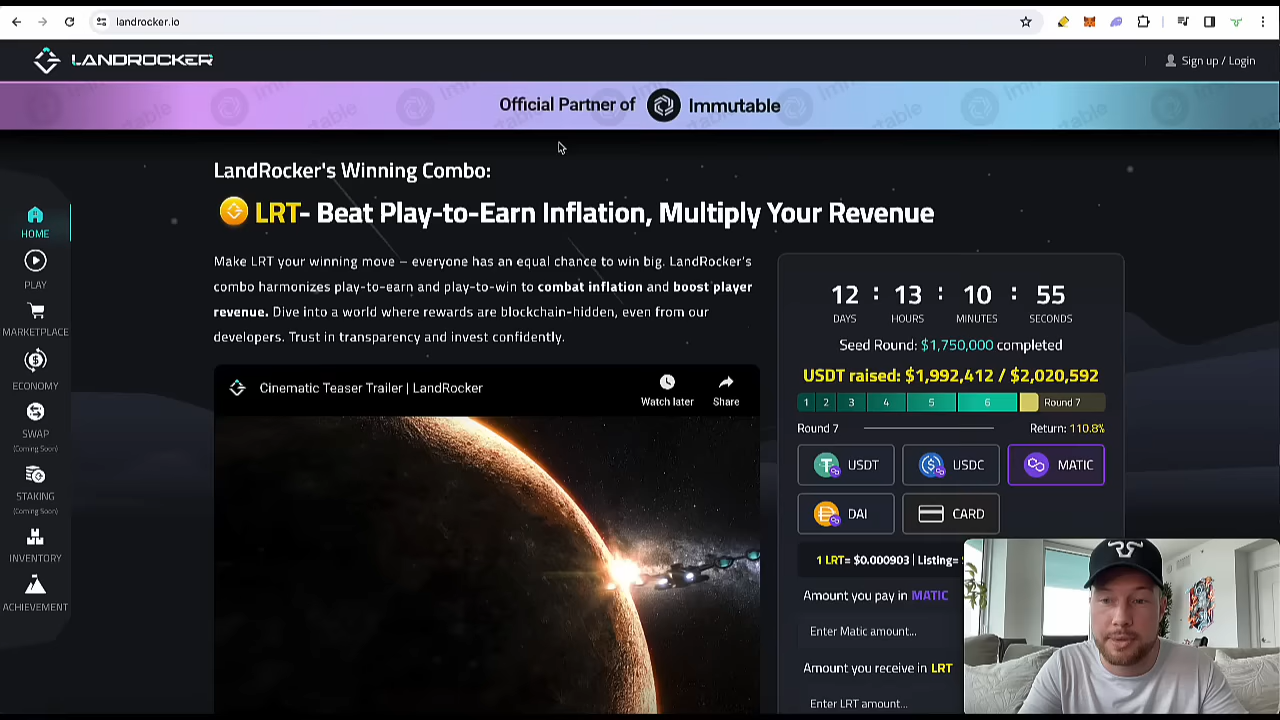 landrocker.io
LANDROCKER
Sign up / Login
Official Partner of Immutable
LandRocker's Winning Combo:
LRT- Beat Play-to-Earn Inflation, Multiply Your Revenue
HOME
PLAY
MARKETPLACE
ECONOMY
SWAP
(Coming Soon)
STAKING
(Coming Soon)
INVENTORY
ACHIEVEMENT
Make LRT your winning move – everyone has an equal chance to win big. LandRocker's
combo harmonizes play-to-earn and play-to-win to combat inflation and boost player
revenue. Dive into a world where rewards are blockchain-hidden, even from our
developers. Trust in transparency and invest confidently.
Cinematic Teaser Trailer | LandRocker
Watch later
Share
12 : 13 : 10 : 55
DAYS HOURS MINUTES SECONDS
Seed Round: $1,750,000 completed
USDT raised: $1,992,412 / $2,020,592
1 2 3 4 5 6 Round 7
Round 7 Return: 110.8%
USDT USDC MATIC
DAI CARD
1 LRT= $0.000903 | Listing=
Amount you pay in MATIC
Enter Matic amount...
Amount you receive in LRT
Enter LRT amount...